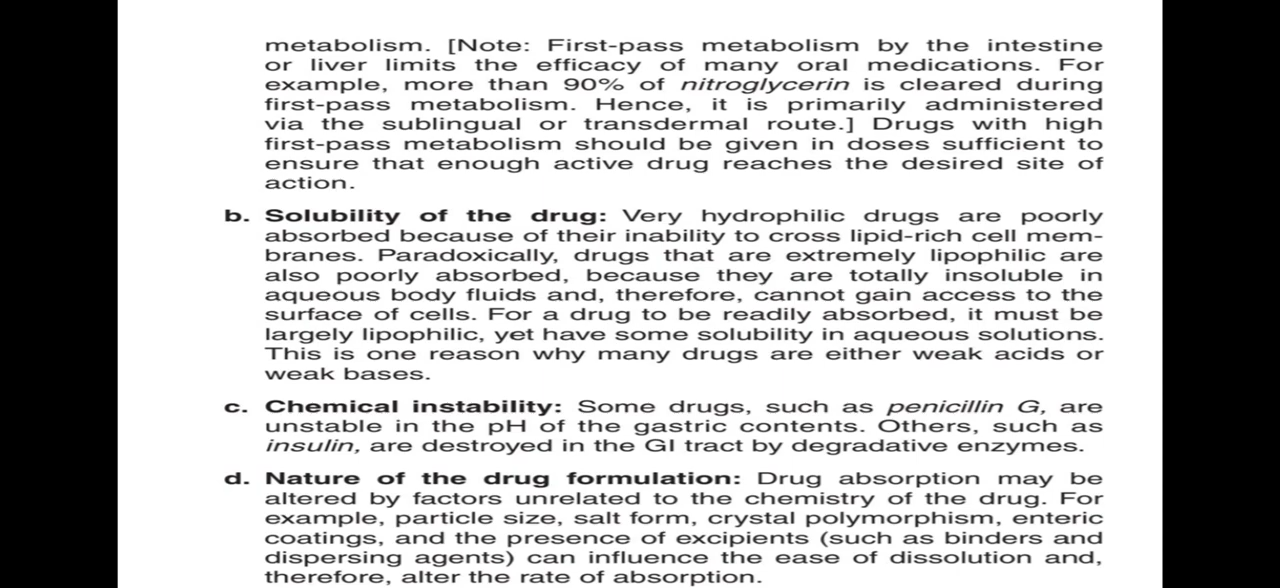 metabolism. [Note: First-pass metabolism by the intestine
or liver limits the efficacy of many oral medications. For
example, more than 90% of nitroglycerin is cleared during
first-pass metabolism. Hence, it is primarily administered
via the sublingual or transdermal route.] Drugs with high
first-pass metabolism should be given in doses sufficient to
ensure that enough active drug reaches the desired site of
action.
b. Solubility of the drug: Very hydrophilic drugs are poorly
absorbed because of their inability to cross lipid-rich cell mem-
branes. Paradoxically, drugs that are extremely lipophilic are
also poorly absorbed, because they are totally insoluble in
aqueous body fluids and, therefore, cannot gain access to the
surface of cells. For a drug to be readily absorbed, it must be
largely lipophilic, yet have some solubility in aqueous solutions.
This is one reason why many drugs are either weak acids or
weak bases.
c. Chemical instability: Some drugs, such as penicillin G, are
unstable in the pH of the gastric contents. Others, such as
insulin, are destroyed in the GI tract by degradative enzymes.
d. Nature of the drug formulation: Drug absorption may be
altered by factors unrelated to the chemistry of the drug. For
example, particle size, salt form, crystal polymorphism, enteric
coatings, and the presence of excipients (such as binders and
dispersing agents) can influence the ease of dissolution and,
therefore, alter the rate of absorption.